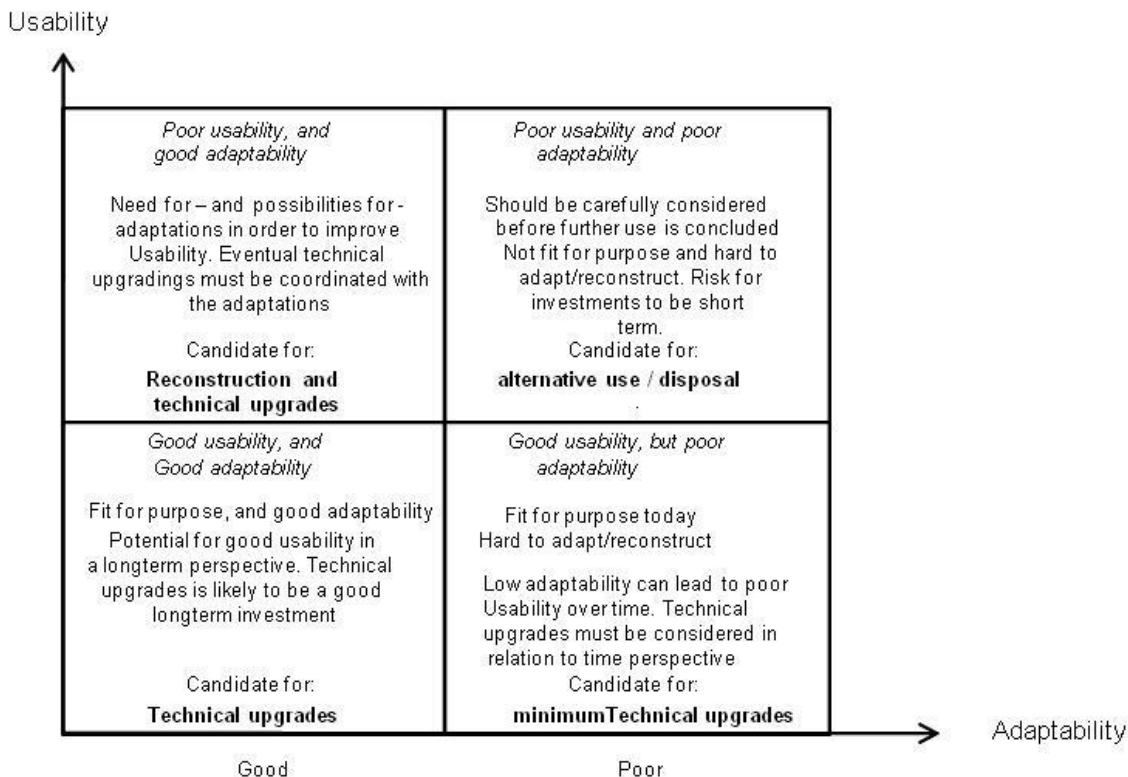 Usability
Poor usability, and
good adaptability
Need for – and possibilities for -
adaptations in order to improve
Usability. Eventual technical
upgradings must be coordinated with
the adaptations
Candidate for:
Reconstruction and
technical upgrades
Poor usability and poor
adaptability
Should be carefully considered
before further use is concluded
Not fit for purpose and hard to
adapt/reconstruct. Risk for
investments to be short
term.
Candidate for:
alternative use / disposal
.
Good usability, and
Good adaptability
Fit for purpose, and good adaptability
Potential for good usability in
a longterm perspective. Technical
upgrades is likely to be a good
longterm investment
Candidate for:
Technical upgrades
Good usability, but poor
adaptability
Fit for purpose today
Hard to adapt/reconstruct
Low adaptability can lead to poor
Usability over time. Technical
upgrades must be considered in
relation to time perspective
Candidate for:
minimumTechnical upgrades
Adaptability
Good
Poor